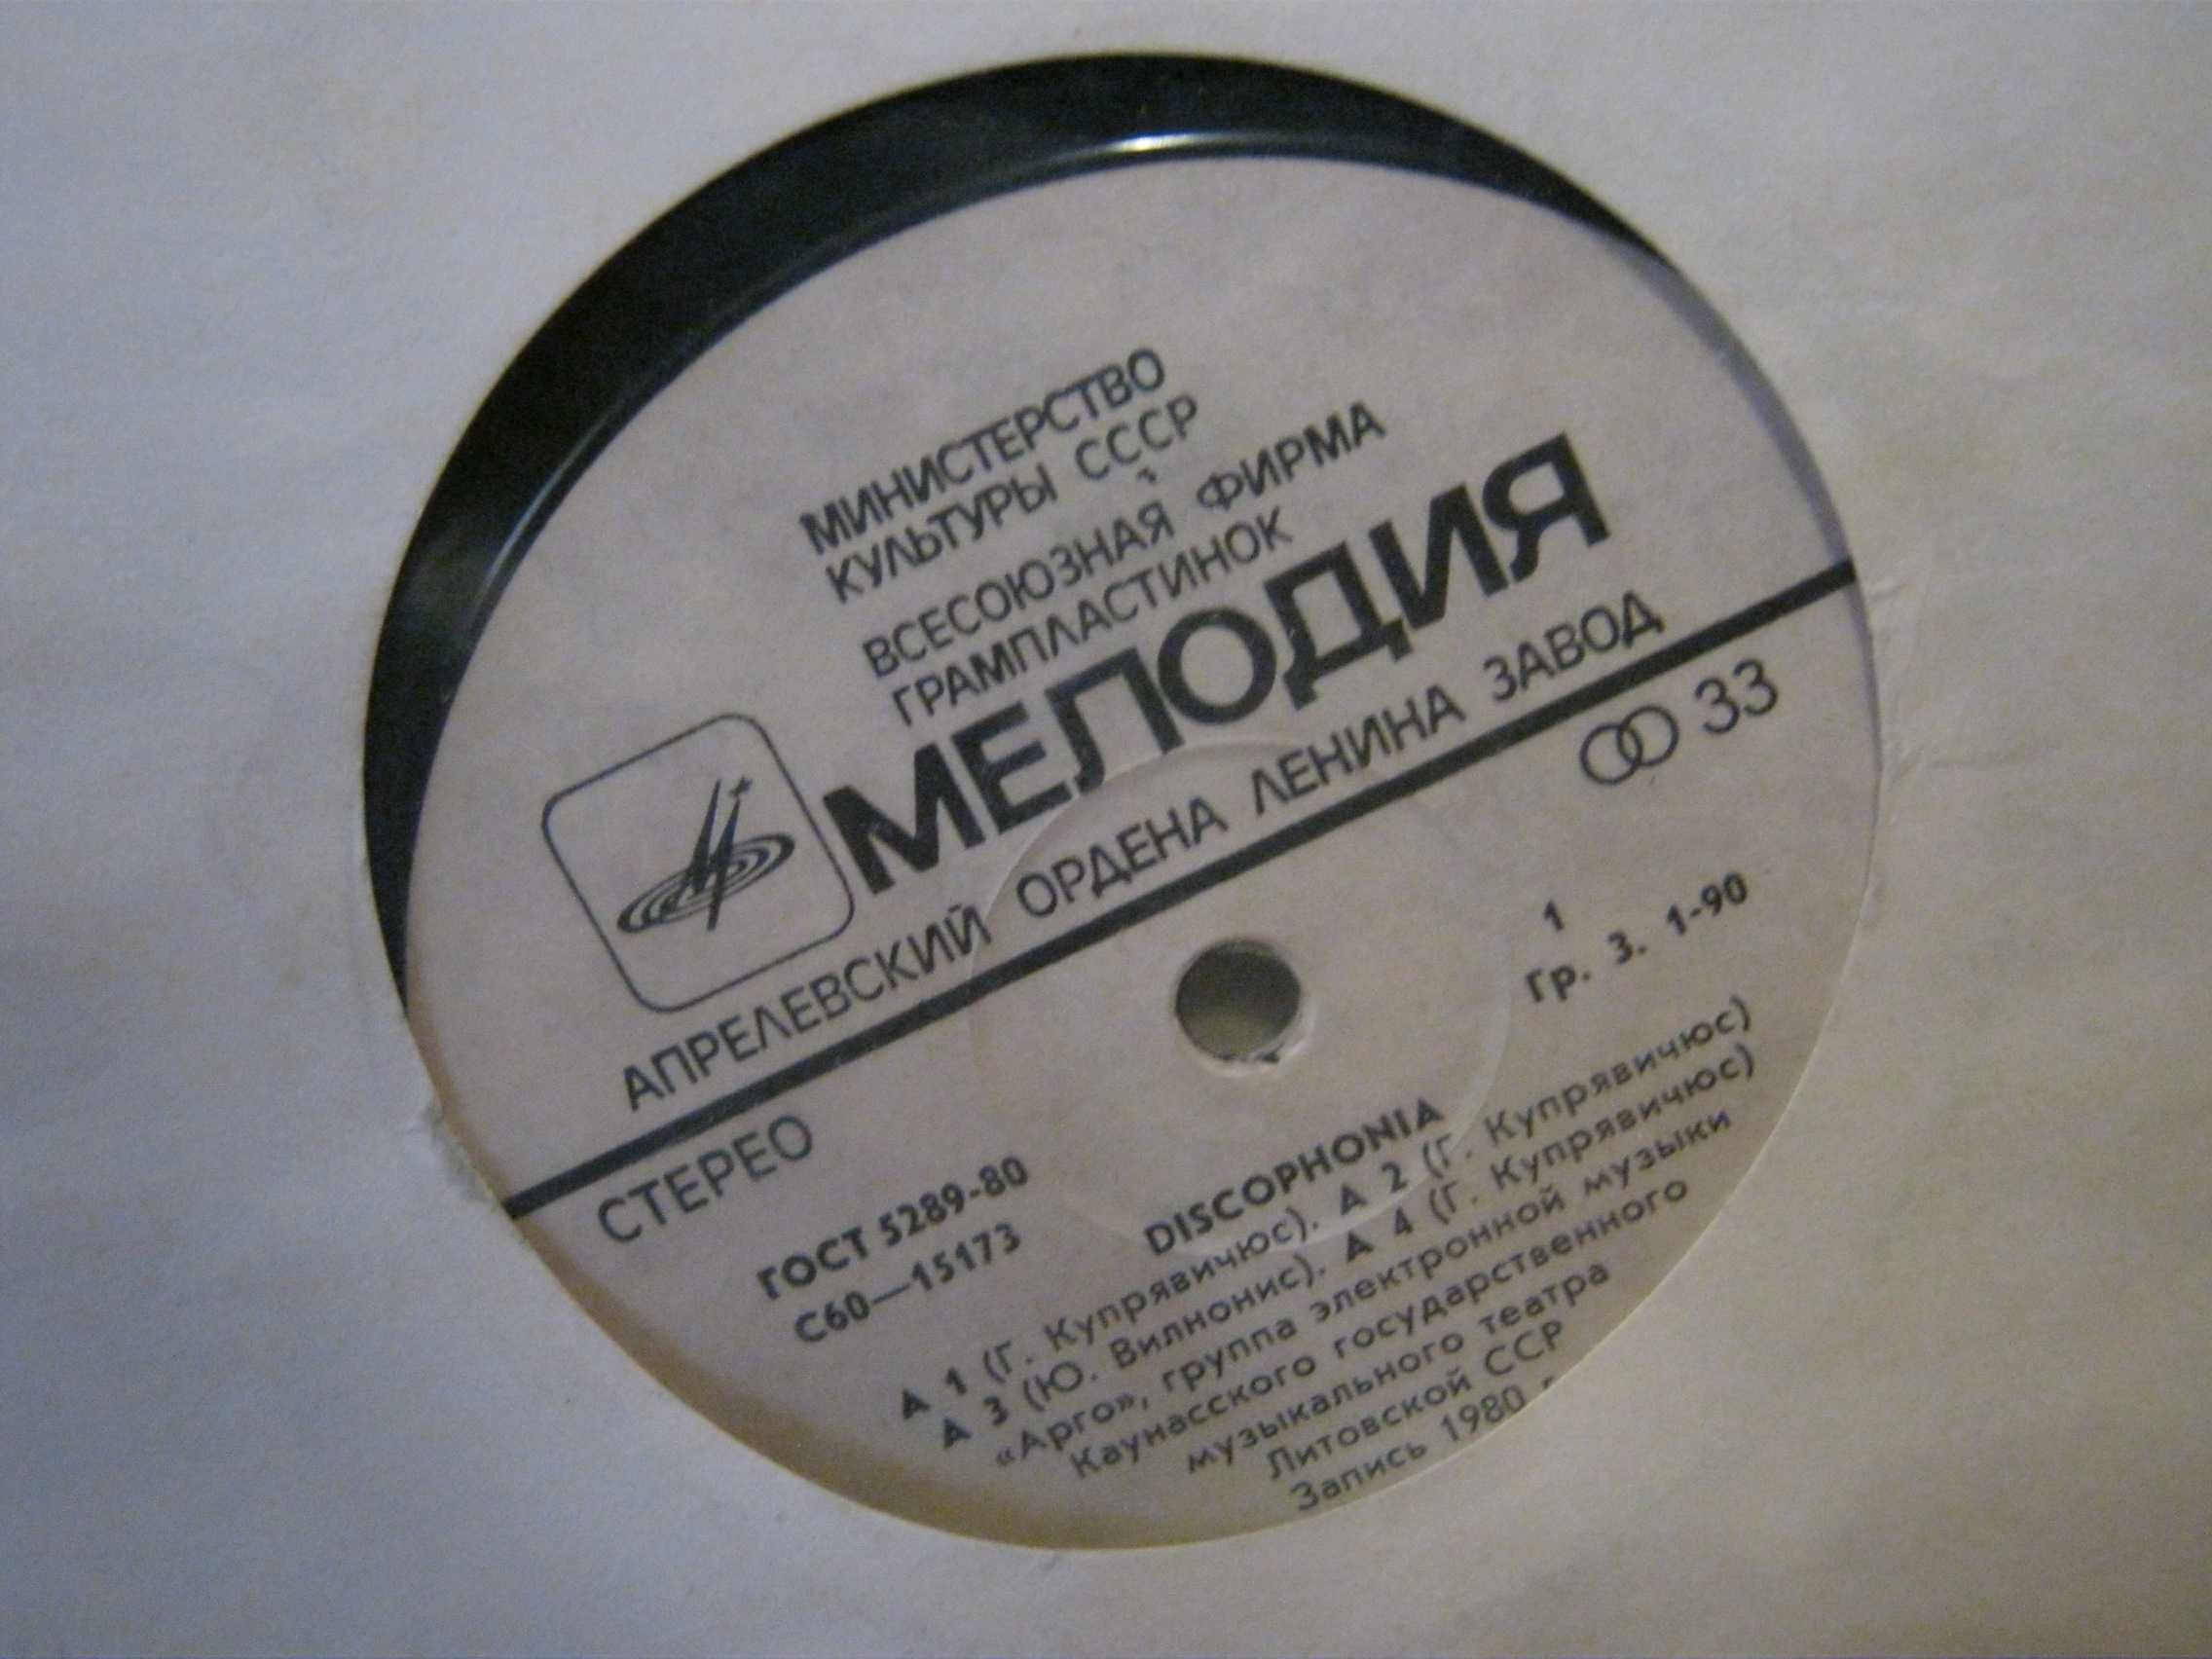 МИНИСТЕРСТВО
КУЛЬТУРЫ СССР
ВСЕСОЮЗНАЯ ФИРМА
ГРАМПЛАСТИНОК
МЕЛОДИЯ
АПРЕЛЕВСКИЙ ОРДЕНА ЛЕНИНА ЗАВОД
СТЕРЕО
33
ГОСТ 5289-80
С60—15173
1
Гр. 3. 1-90
DISCOPHONIA
А 1 (Г. Купрявичюс). А 2 (Г. Купрявичюс)
А 3 (Ю. Вилнонис). А 4 (Г. Купрявичюс)
«Арго», группа электронной музыки
Каунасского государственного
музыкального театра
Литовской ССР
Запись 1980 г.